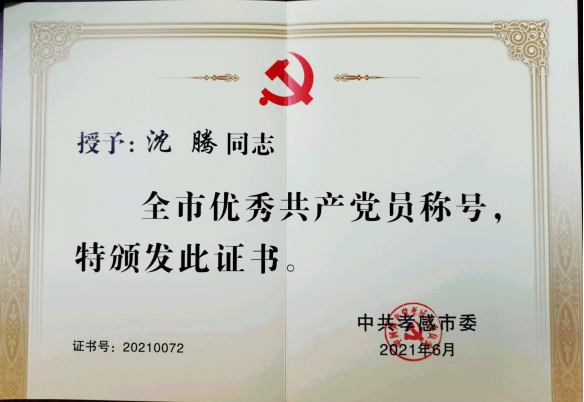 授予：沈 腾 同志
全市优秀共产党员称号，
特颁发此证书。
中共孝感市委
证书号：20210072
2021年6月